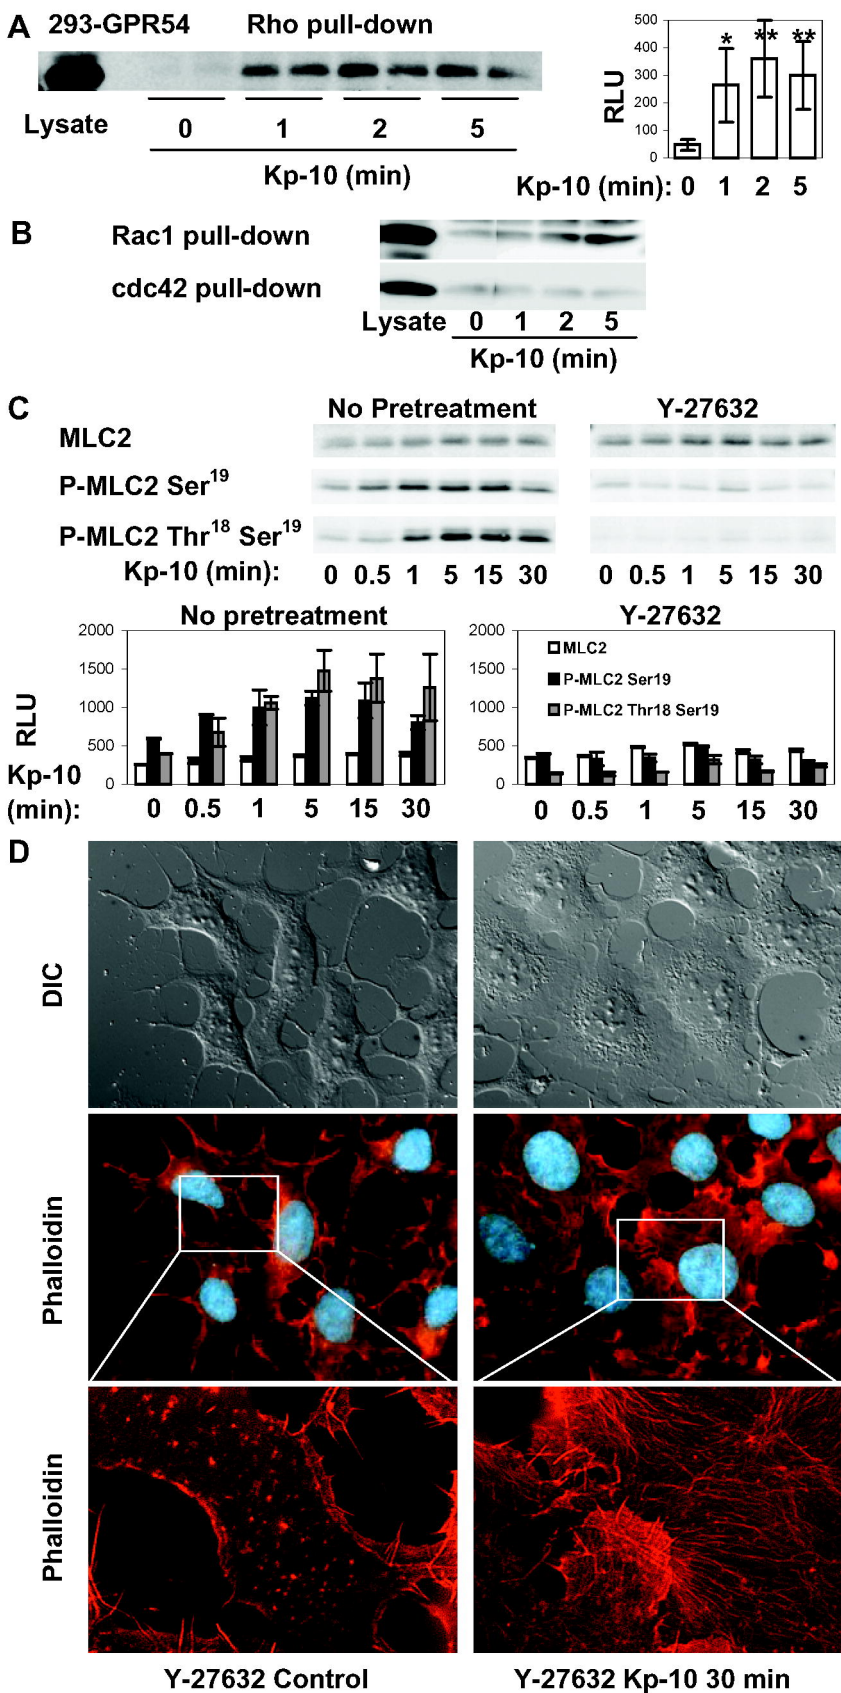 A 293-GPR54 Rho pull-down
Lysate 0 1 2 5
Kp-10 (min)
RLU
500
400
300
200
100
0
* ** **
Kp-10 (min): 0 1 2 5
B Rac1 pull-down
cdc42 pull-down
Lysate 0 1 2 5
Kp-10 (min)
C No Pretreatment Y-27632
MLC2
P-MLC2 Ser19
P-MLC2 Thr18 Ser19
Kp-10 (min): 0 0.5 1 5 15 30 0 0.5 1 5 15 30
No pretreatment
RLU
2000
1500
1000
500
0
Kp-10 (min): 0 0.5 1 5 15 30
Y-27632
2000
1500
1000
500
0
MLC2
P-MLC2 Ser19
P-MLC2 Thr18 Ser19
0 0.5 1 5 15 30
D
DIC
Phalloidin
Phalloidin
Y-27632 Control Y-27632 Kp-10 30 min